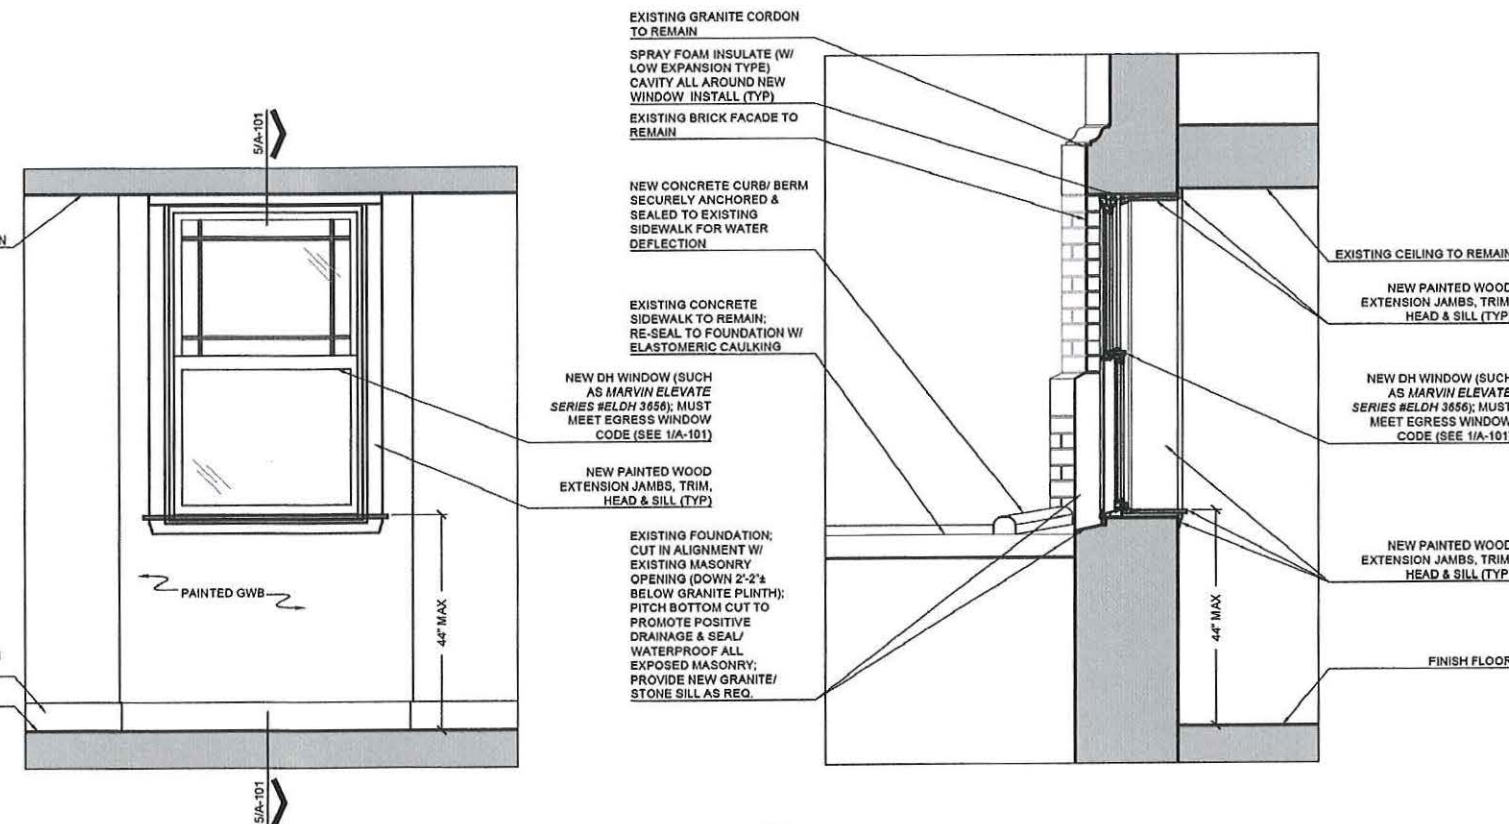 5/A-101
N
NEW DH WINDOW (SUCH
AS MARVIN ELEVATE
SERIES #ELDH 3656); MUST
MEET EGRESS WINDOW
CODE (SEE 1/A-101)
NEW PAINTED WOOD
EXTENSION JAMBS, TRIM,
HEAD & SILL (TYP)
PAINTED GWB
44" MAX
5/A-101
EXISTING GRANITE CORDON
TO REMAIN
SPRAY FOAM INSULATE (W/
LOW EXPANSION TYPE)
CAVITY ALL AROUND NEW
WINDOW INSTALL (TYP)
EXISTING BRICK FACADE TO
REMAIN
NEW CONCRETE CURB/ BERM
SECURELY ANCHORED &
SEALED TO EXISTING
SIDEWALK FOR WATER
DEFLECTION
EXISTING CONCRETE
SIDEWALK TO REMAIN;
RE-SEAL TO FOUNDATION W/
ELASTOMERIC CAULKING
EXISTING FOUNDATION;
CUT IN ALIGNMENT W/
EXISTING MASONRY
OPENING (DOWN 2'-2"±
BELOW GRANITE PLINTH);
PITCH BOTTOM CUT TO
PROMOTE POSITIVE
DRAINAGE & SEAL/
WATERPROOF ALL
EXPOSED MASONRY;
PROVIDE NEW GRANITE/
STONE SILL AS REQ.
EXISTING CEILING TO REMAIN
NEW PAINTED WOOD
EXTENSION JAMBS, TRIM
HEAD & SILL (TYP
NEW DH WINDOW (SUCH
AS MARVIN ELEVATE
SERIES #ELDH 3656); MUST
MEET EGRESS WINDOW
CODE (SEE 1/A-101
NEW PAINTED WOOD
EXTENSION JAMBS, TRIM
HEAD & SILL (TYP
44" MAX
FINISH FLOOR